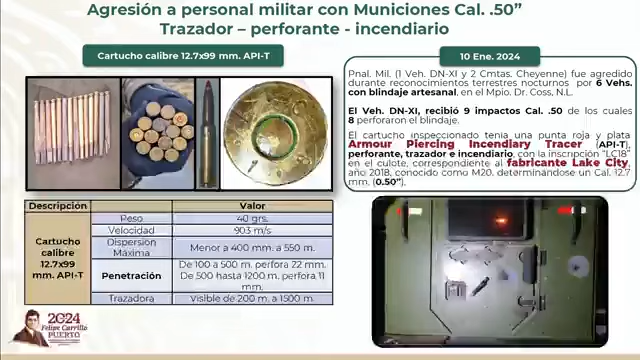 Agresión a personal militar con Municiones Cal. .50”
Trazador – perforante - incendiario
Cartucho calibre 12.7x99 mm. API-T
10 Ene. 2024
Pnal. Mil. (1 Veh. DN-XI y 2 Cmtas. Cheyenne) fue agredido
durante reconocimientos terrestres nocturnos por 6 Vehs.
con blindaje artesanal, en el Mpio. Dr. Coss, N.L.
El Veh. DN-XI, recibió 9 impactos Cal. .50 de los cuales
8 perforaron el blindaje.
El cartucho inspeccionado tenía una punta roja y plata
Armour Piercing Incendiary Tracer (API-T),
perforante, trazador e incendiario, con la inscripción “LC18”
en el culote, correspondiente al fabricante Lake City,
año 2018, conocido como M20, determinándose un Cal. 12.7
mm. (0.50”).
Descripción Valor
Cartucho calibre 12.7x99 mm. API-T
Peso 40 grs.
Velocidad 903 m/s
Dispersión Máxima Menor a 400 mm. a 550 m.
Penetración De 100 a 500 m. perfora 22 mm.
De 500 hasta 1200 m. perfora 11 mm.
Trazadora Visible de 200 m. a 1500 m.
2024
Felipe Carrillo
PUERTO